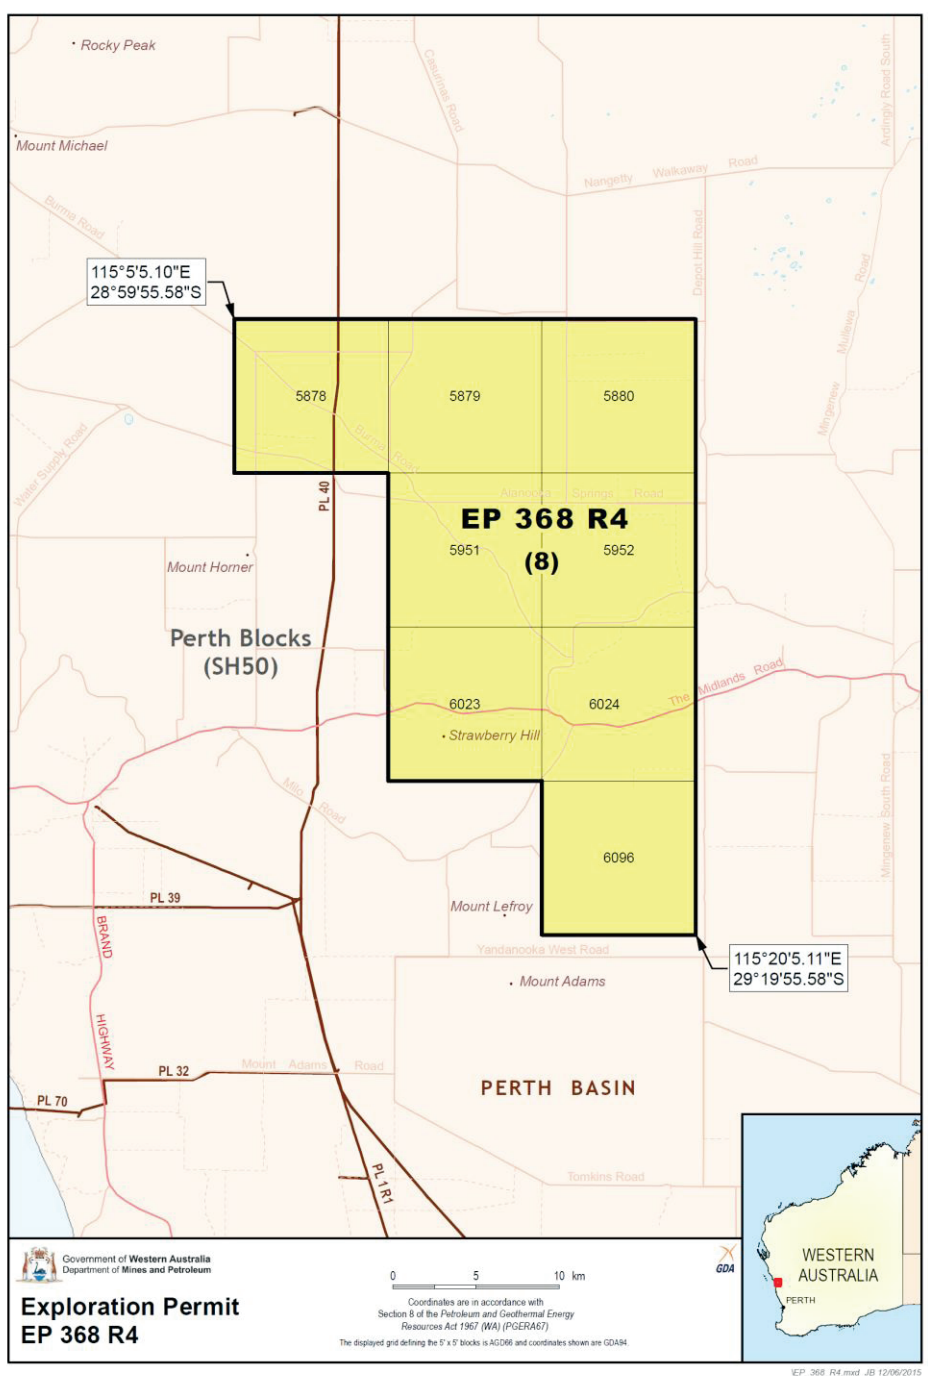 Rocky Peak
Casuarinas Road
Ardingly Road South
Mount Michael
Nangetty Walkaway Road
Burma Road
Depot Hill Road
115°5'5.10"E
28°59'55.58"S
Mingenew Mullewa Road
5878
5879
5880
Burma Road
Water Supply Road
PL 40
Alanooka Springs Road
EP 368 R4
(8)
5951
5952
Mount Horner
Perth Blocks
(SH50)
The Midlands Road
6023
6024
Strawberry Hill
Milo Road
Mingenew South Road
6096
PL 39
Mount Lefroy
BRAND
HIGHWAY
Yandanooka West Road
115°20'5.11"E
29°19'55.58"S
Mount Adams
Mount Adams Road
PL 32
PL 70
PERTH BASIN
PL 1R1
Tomkins Road
Government of Western Australia
Department of Mines and Petroleum
Exploration Permit
EP 368 R4
0 5 10 km
Coordinates are in accordance with
Section 8 of the Petroleum and Geothermal Energy
Resources Act 1967 (WA) (PGERA67)
The displayed grid defining the 5' x 5' blocks is AGD66 and coordinates shown are GDA94.
GDA
WESTERN
AUSTRALIA
PERTH
\EP_368_R4.mxd JB 12/06/2015